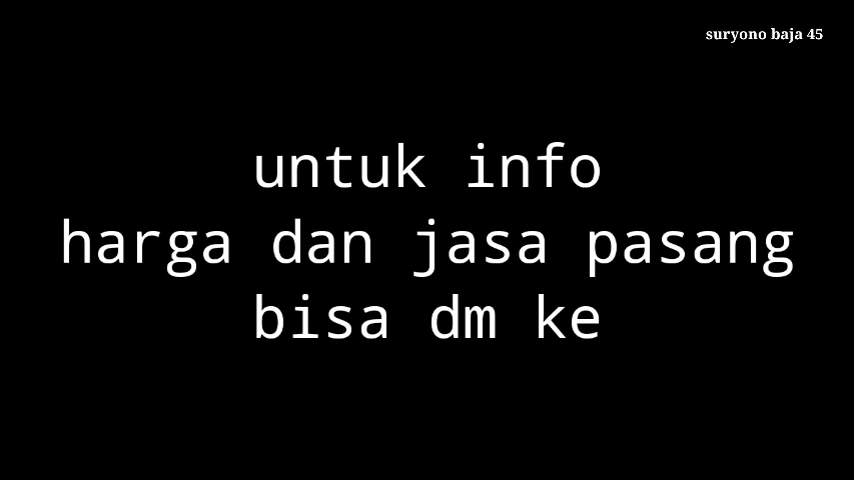 suryono baja 45
untuk info
harga dan jasa pasang
bisa dm ke